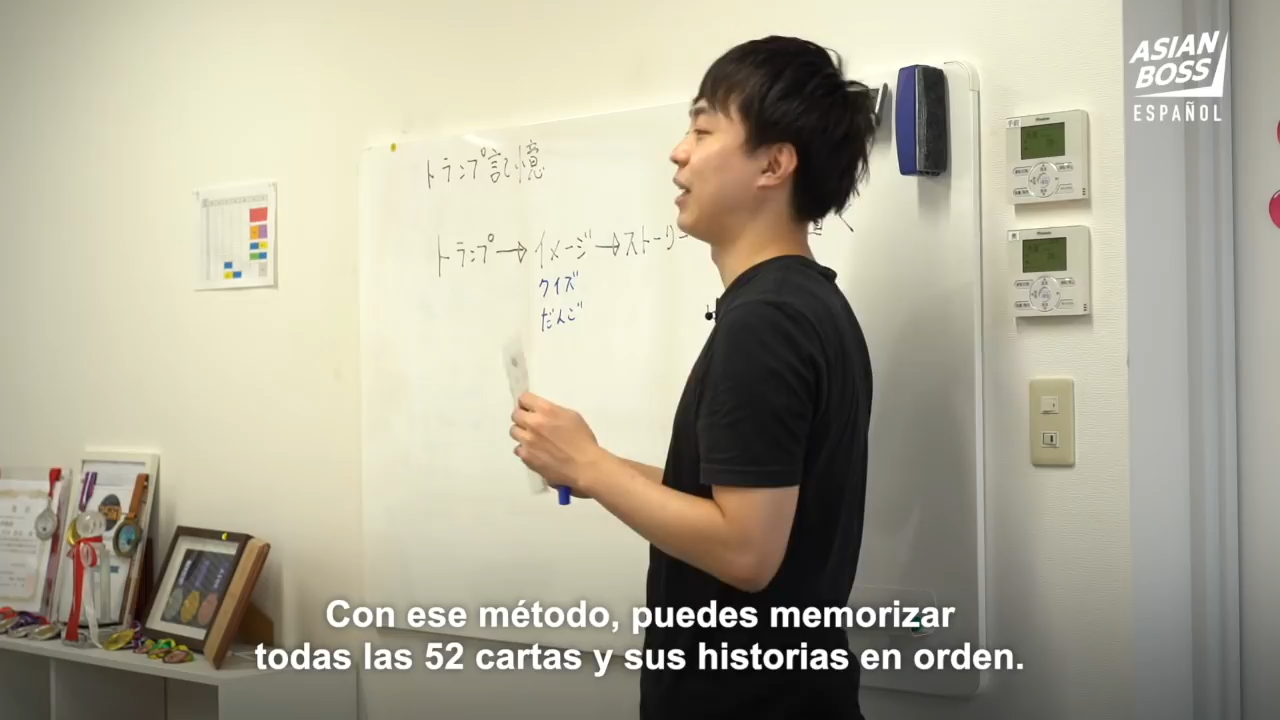 ASIAN
BOSS
ESPAÑOL
トランプ記憶
トランプ→イメージ→ストーリー
クイズ
だんご
Con ese método, puedes memorizar
todas las 52 cartas y sus historias en orden.